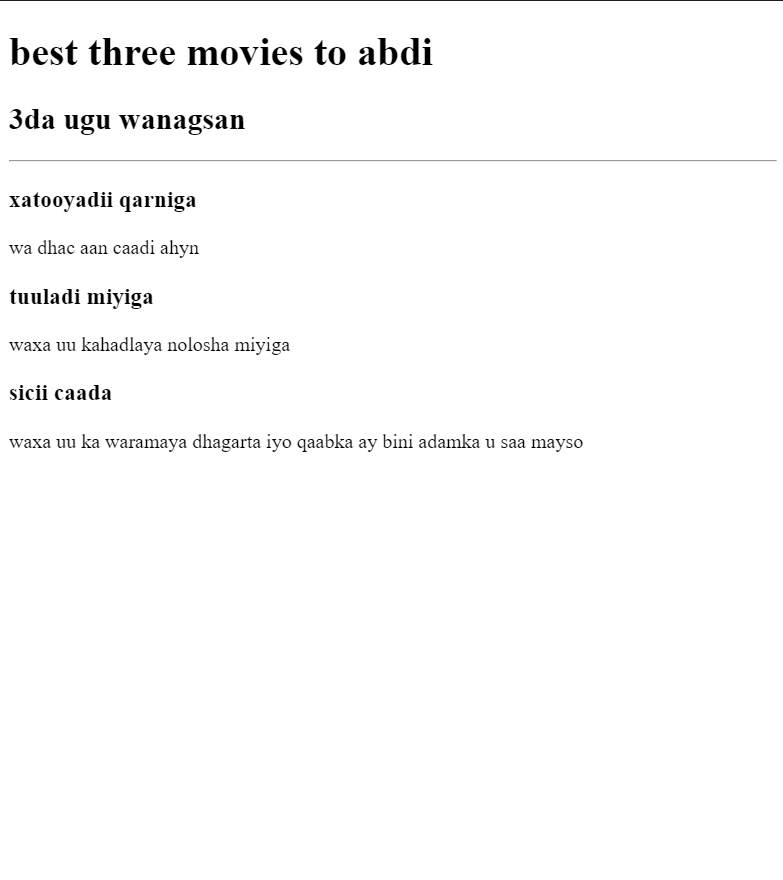 best three movies to abdi
3da ugu wanagsan
xatooyadii qarniga
wa dhac aan caadi ahyn
tuuladi miyiga
waxa uu kahadlaya nolosha miyiga
sicii caada
waxa uu ka waramaya dhagarta iyo qaabka ay bini adamka u saa mayso